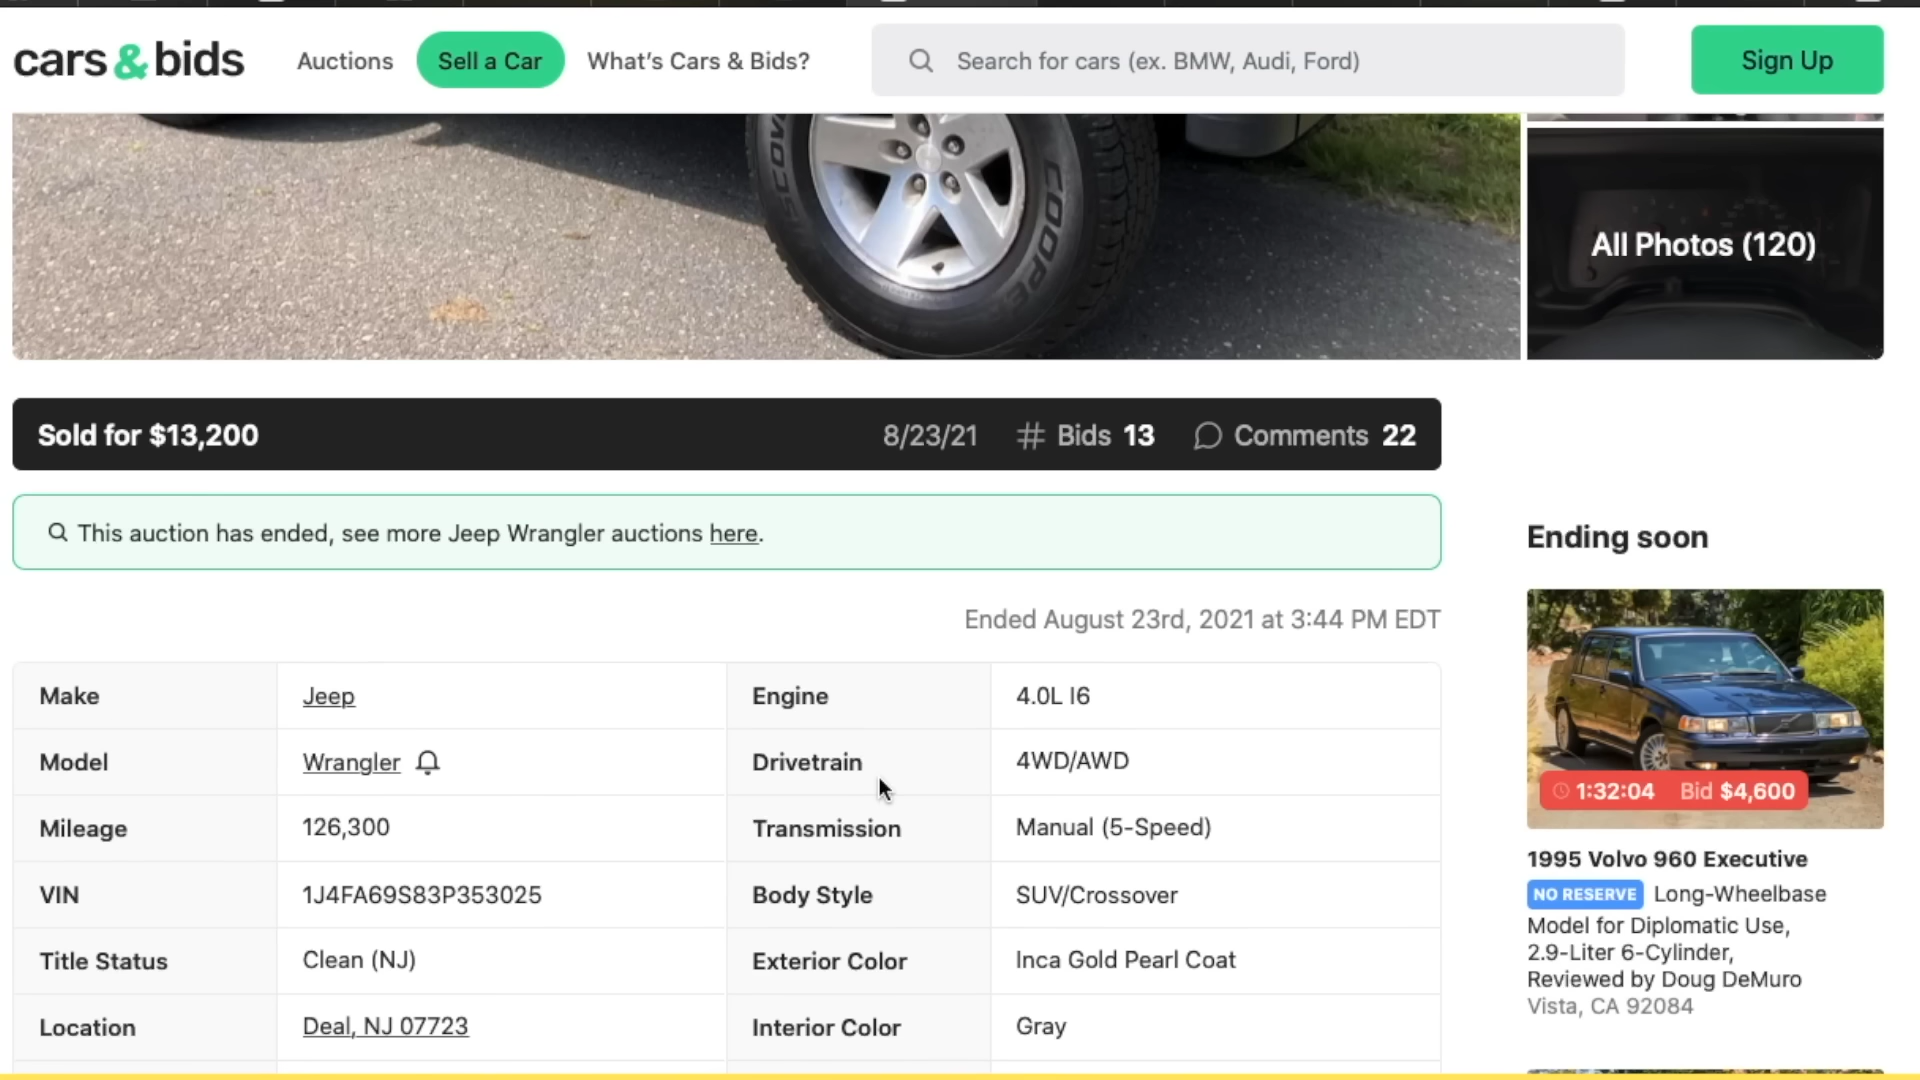 cars & bids
Auctions
Sell a Car
What's Cars & Bids?
Search for cars (ex. BMW, Audi, Ford)
Sign Up
COOPE
All Photos (120)
Sold for $13,200
8/23/21
Bids 13
Comments 22
This auction has ended, see more Jeep Wrangler auctions here.
Ended August 23rd, 2021 at 3:44 PM EDT
Make
Jeep
Engine
4.0L I6
Model
Wrangler
Drivetrain
4WD/AWD
Mileage
126,300
Transmission
Manual (5-Speed)
VIN
1J4FA69S83P353025
Body Style
SUV/Crossover
Title Status
Clean (NJ)
Exterior Color
Inca Gold Pearl Coat
Location
Deal, NJ 07723
Interior Color
Gray
Ending soon
1:32:04 Bid $4,600
1995 Volvo 960 Executive
NO RESERVE Long-Wheelbase
Model for Diplomatic Use,
2.9-Liter 6-Cylinder,
Reviewed by Doug DeMuro
Vista, CA 92084